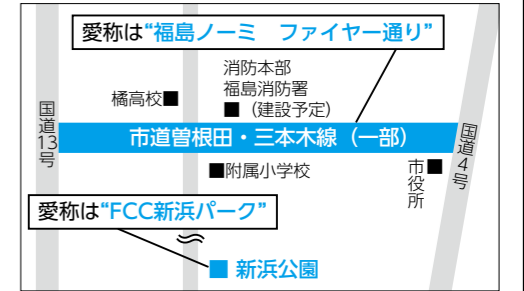 愛称は“福島ノーミ　ファイヤー通り”
消防本部
福島消防署
■（建設予定）
橘高校■
国道13号
市道曽根田・三本木線（一部）
国道4号
■附属小学校
市役所■
愛称は“FCC新浜パーク”
■ 新浜公園